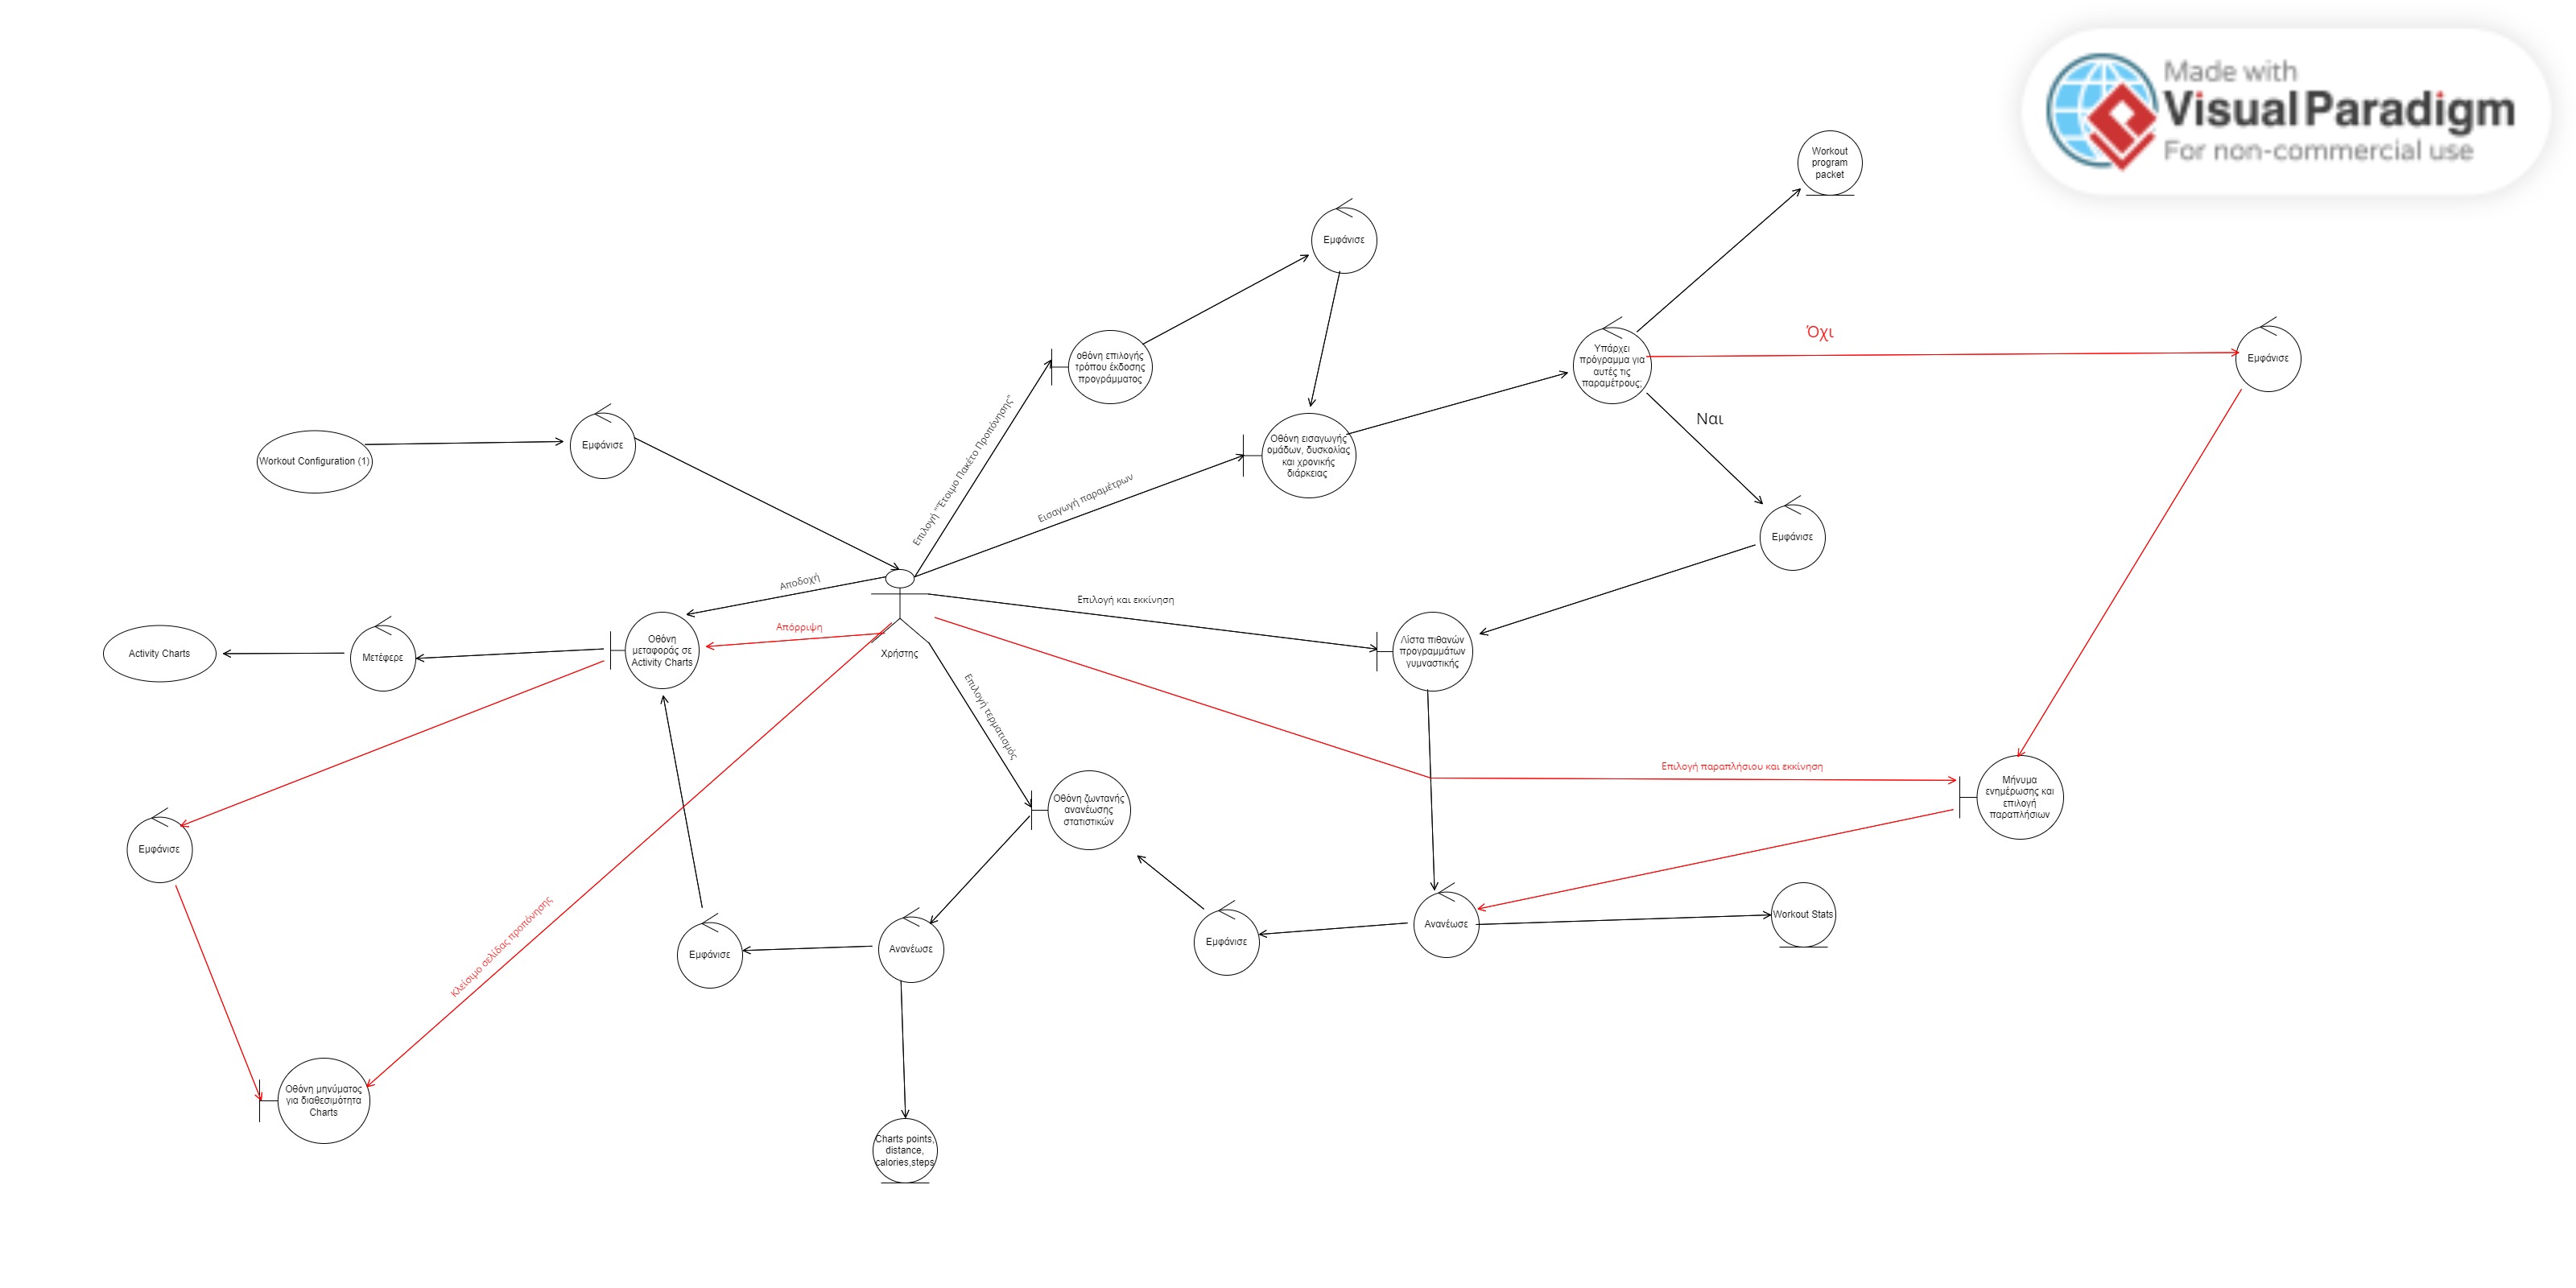 Made with
Visual Paradigm
For non-commercial use
Workout
program
packet
Εμφάνισε
Όχι
Υπάρχει
πρόγραμμα για
αυτές τις
παραμέτρους;
Εμφάνισε
οθόνη επιλογής
τρόπου έκδοσης
προγράμματος
Ναι
Επιλογή "Έτοιμο Πακέτο Προπόνησης"
Εμφάνισε
Workout Configuration (1)
Οθόνη εισαγωγής
ομάδων, δυσκολίας
και χρονικής
διάρκειας
Εισαγωγή παραμέτρων
Εμφάνισε
Αποδοχή
Επιλογή και εκκίνηση
Απόρριψη
Οθόνη
μεταφοράς σε
Activity Charts
Μετέφερε
Activity Charts
Χρήστης
Λίστα πιθανών
προγραμμάτων
γυμναστικής
Επιλογή τερματισμός
Επιλογή παραπλήσιου και εκκίνηση
Μήνυμα
ενημέρωσης και
επιλογή
παραπλήσιων
Οθόνη ζωντανής
ανανέωσης
στατιστικών
Εμφάνισε
Κλείσιμο σελίδας προπόνησης
Εμφάνισε
Ανανέωσε
Εμφάνισε
Ανανέωσε
Workout Stats
Οθόνη μηνύματος
για διαθεσιμότητα
Charts
Charts points,
distance,
calories,steps